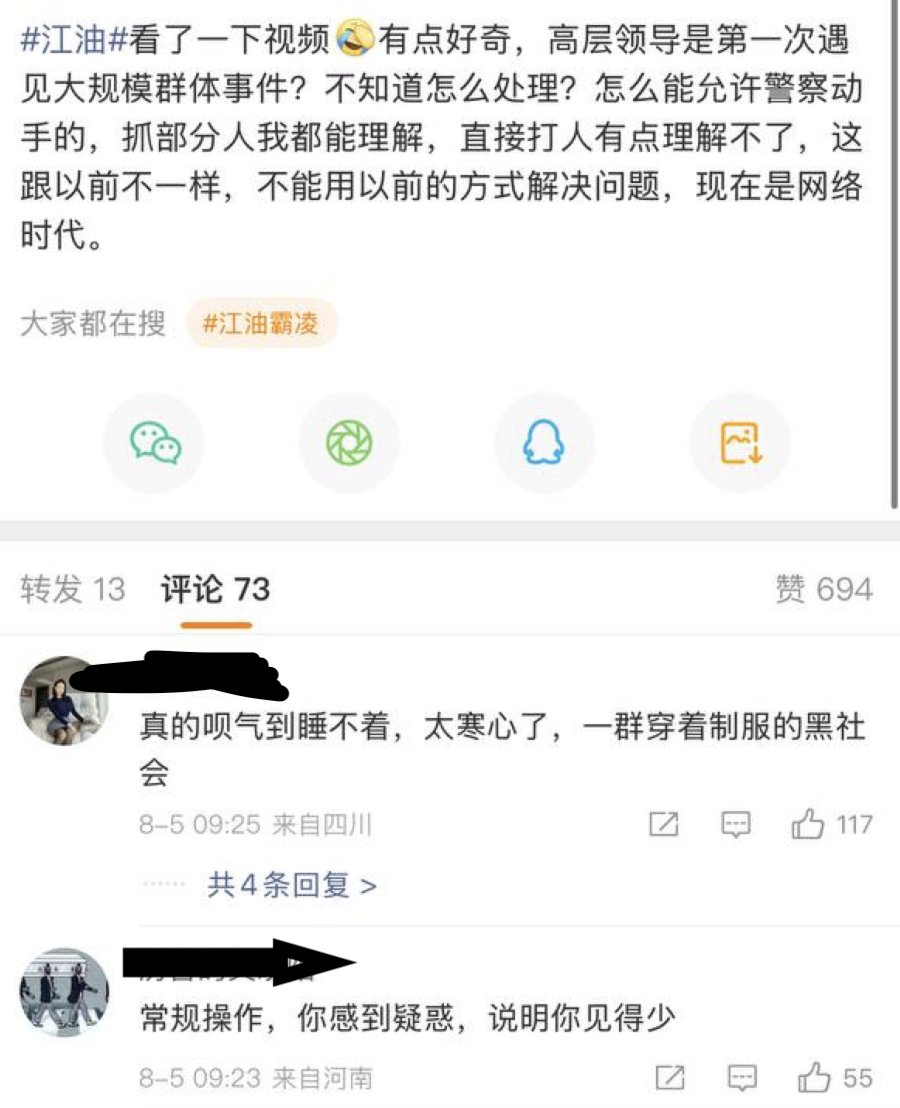 #江油#看了一下视频🤣有点好奇，高层领导是第一次遇
见大规模群体事件？不知道怎么处理？怎么能允许警察动
手的，抓部分人我都能理解，直接打人有点理解不了，这
跟以前不一样，不能用以前的方式解决问题，现在是网络
时代。
大家都在搜 #江油霸凌
转发 13 评论 73 赞 694
真的呗气到睡不着，太寒心了，一群穿着制服的黑社
会
8-5 09:25 来自四川 117
共4条回复 >
常规操作，你感到疑惑，说明你见得少
8-5 09:23 来自河南 55